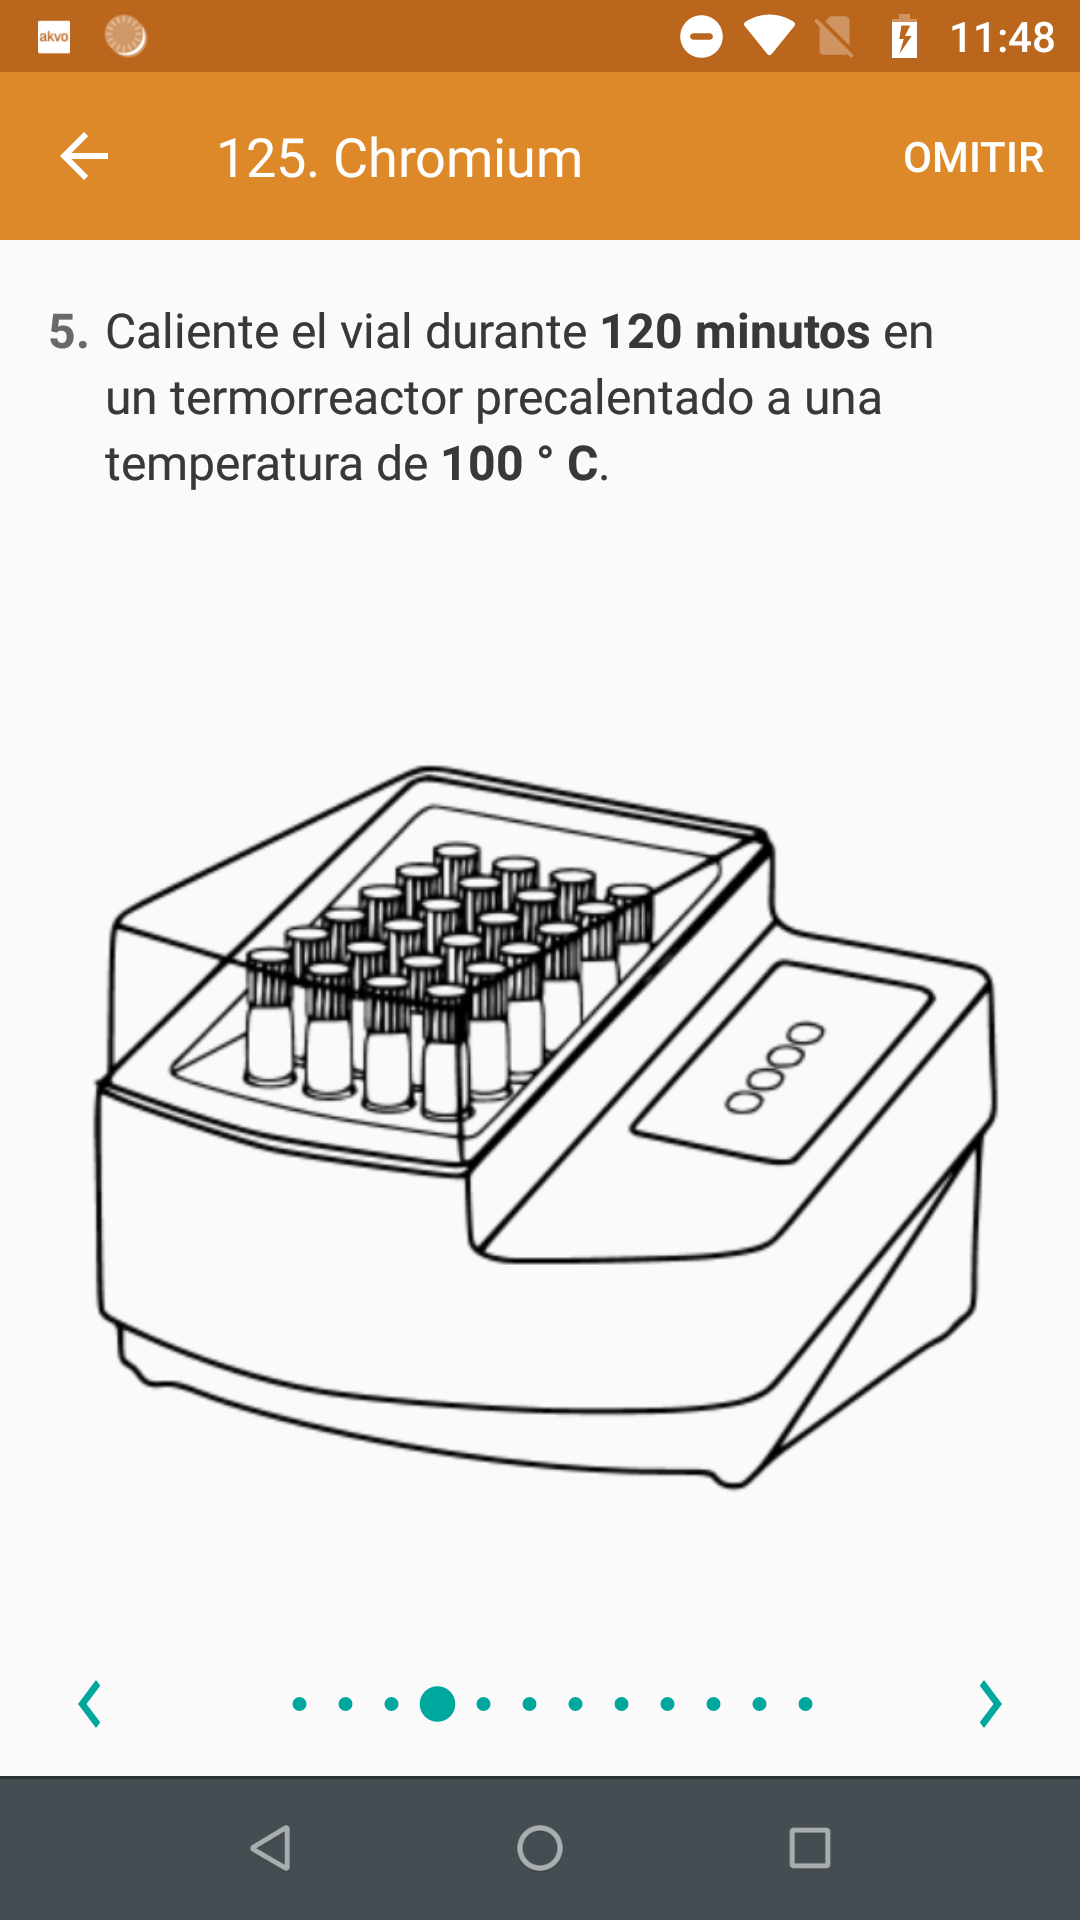 akvo
11:48
125. Chromium
OMITIR
5. Caliente el vial durante 120 minutos en
un termorreactor precalentado a una
temperatura de 100 ° C.